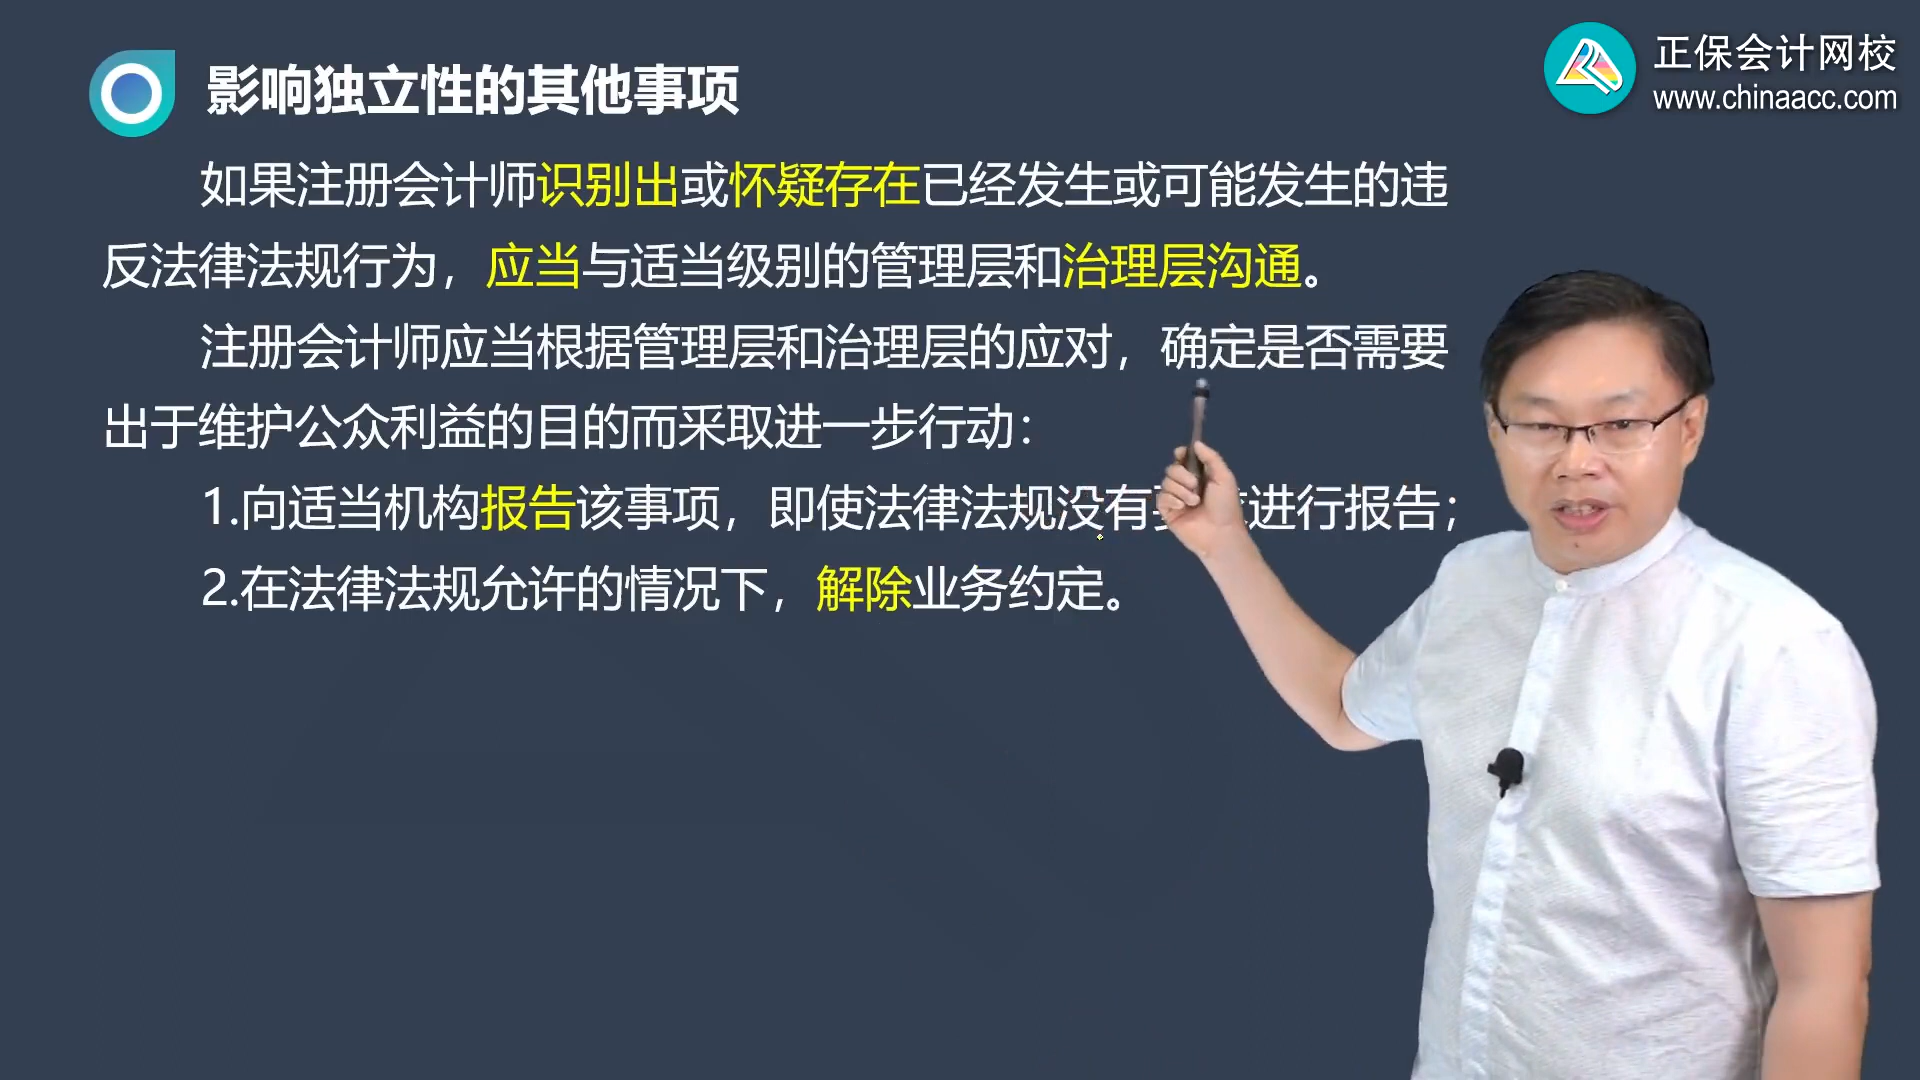 影响独立性的其他事项
正保会计网校
www.chinaacc.com
如果注册会计师识别出或怀疑存在已经发生或可能发生的违
反法律法规行为，应当与适当级别的管理层和治理层沟通。
注册会计师应当根据管理层和治理层的应对，确定是否需要
出于维护公众利益的目的而采取进一步行动：
1.向适当机构报告该事项，即使法律法规没有进行报告；
2.在法律法规允许的情况下，解除业务约定。